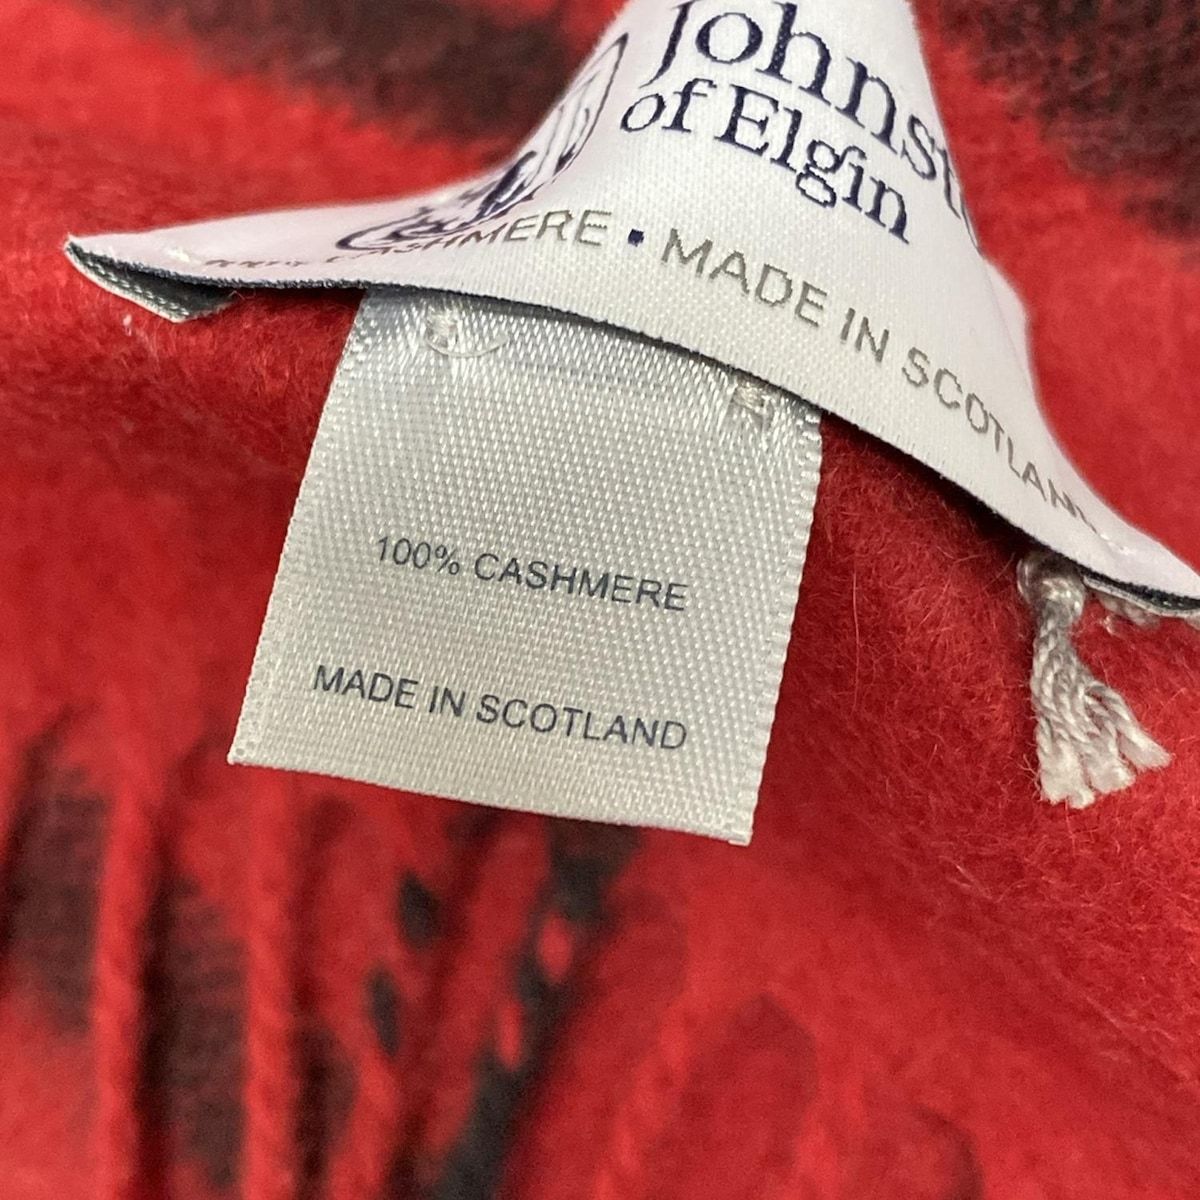 Johnst
of Elgin
CASHMERE • MADE IN SCOTLAND
100% CASHMERE
MADE IN SCOTLAND